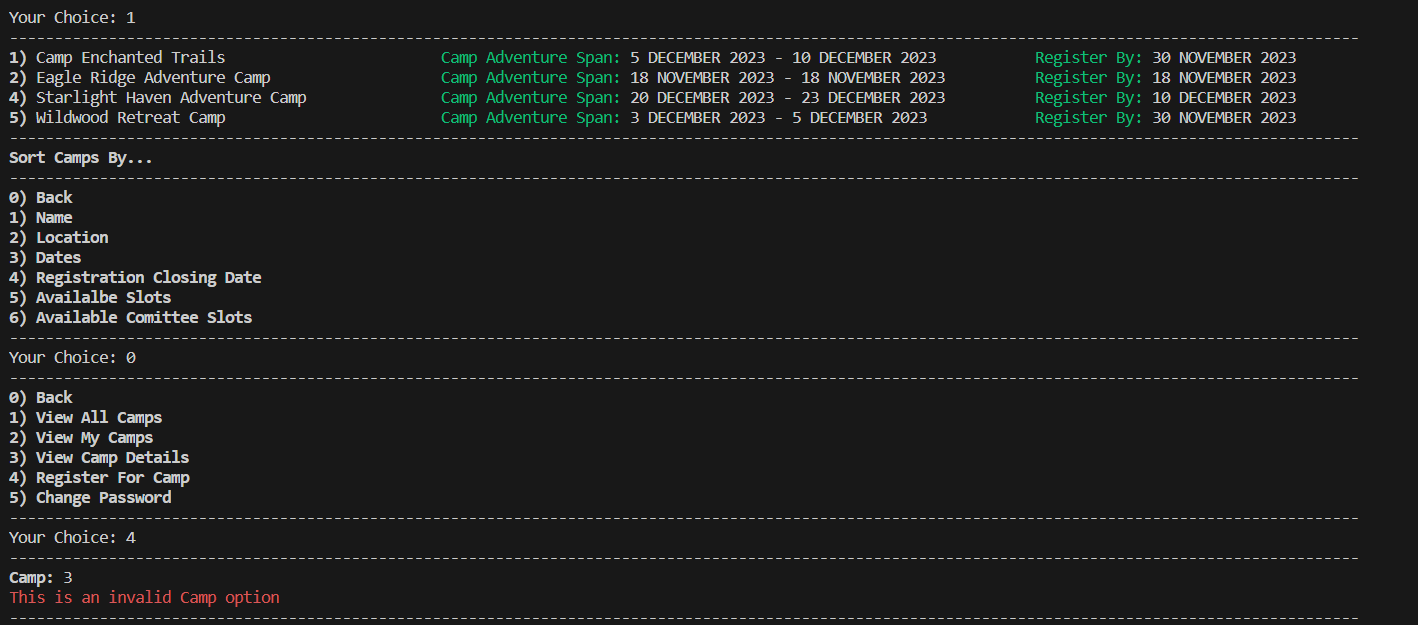 Your Choice: 1
------------------------------------------------------------------------------------------------------------------------------------------------------
1) Camp Enchanted Trails                        Camp Adventure Span: 5 DECEMBER 2023 - 10 DECEMBER 2023           Register By: 30 NOVEMBER 2023
2) Eagle Ridge Adventure Camp                   Camp Adventure Span: 18 NOVEMBER 2023 - 18 NOVEMBER 2023          Register By: 18 NOVEMBER 2023
4) Starlight Haven Adventure Camp               Camp Adventure Span: 20 DECEMBER 2023 - 23 DECEMBER 2023          Register By: 10 DECEMBER 2023
5) Wildwood Retreat Camp                        Camp Adventure Span: 3 DECEMBER 2023 - 5 DECEMBER 2023            Register By: 30 NOVEMBER 2023
------------------------------------------------------------------------------------------------------------------------------------------------------
Sort Camps By...
------------------------------------------------------------------------------------------------------------------------------------------------------
0) Back
1) Name
2) Location
3) Dates
4) Registration Closing Date
5) Availalbe Slots
6) Available Comittee Slots
------------------------------------------------------------------------------------------------------------------------------------------------------
Your Choice: 0
------------------------------------------------------------------------------------------------------------------------------------------------------
0) Back
1) View All Camps
2) View My Camps
3) View Camp Details
4) Register For Camp
5) Change Password
------------------------------------------------------------------------------------------------------------------------------------------------------
Your Choice: 4
------------------------------------------------------------------------------------------------------------------------------------------------------
Camp: 3
This is an invalid Camp option
------------------------------------------------------------------------------------------------------------------------------------------------------